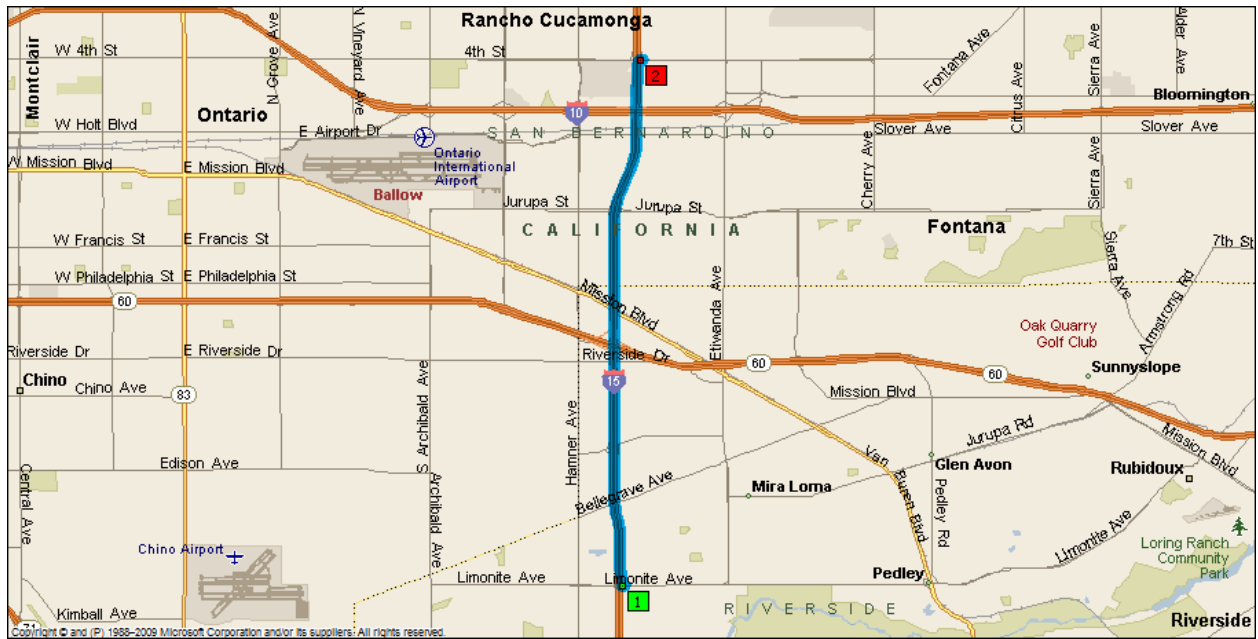 Rancho Cucamonga
Montclair
W 4th St
N Grove Ave
N Vineyard Ave
4th St
2
Fontana Ave
Citrus Ave
Sierra Ave
Alder Ave
Bloomington
10
Ontario
W Holt Blvd
E Airport Dr
SAN BERNARDINO
Slover Ave
Slover Ave
Ontario
International
Airport
W Mission Blvd
E Mission Blvd
Ballow
Cherry Ave
Sierra Ave
Jurupa St
Jurupa St
CALIFORNIA
Fontana
W Francis St
E Francis St
7th St
Sierra Ave
W Philadelphia St
E Philadelphia St
60
Mission Blvd
Etiwanda Ave
Armstrong Rd
Oak Quarry
Golf Club
Riverside Dr
E Riverside Dr
Riverside Dr
60
60
Sunnyslope
Chino
Chino Ave
83
15
Mission Blvd
S Archibald Ave
Hamner Ave
Jurupa Rd
Mission Blvd
Edison Ave
Van Buren Blvd
Glen Avon
Rubidoux
Central Ave
Archibald Ave
Bellegrave Ave
Mira Loma
Pedley Rd
Limonite Ave
Chino Airport
Loring Ranch
Community
Park
Limonite Ave
Limonite Ave
Pedley
1
RIVERSIDE
Kimball Ave
71
Riverside
Copyright © and (P) 1988–2009 Microsoft Corporation and/or its suppliers. All rights reserved.